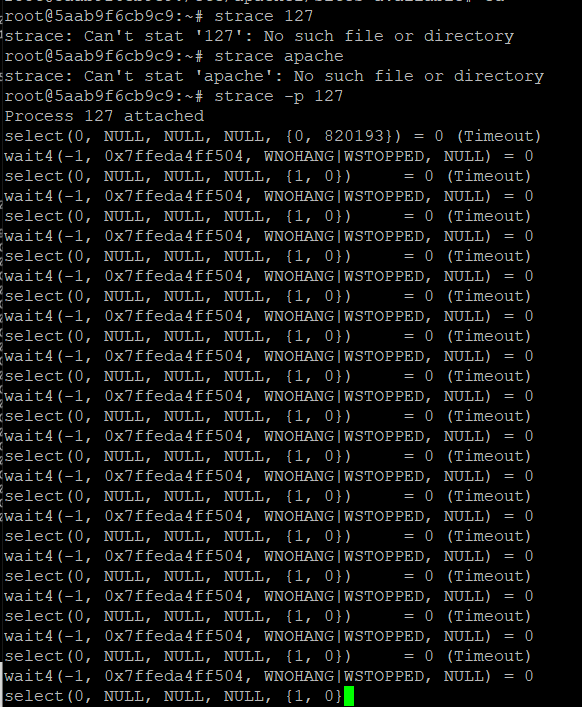 root@5aab9f6cb9c9:~# strace 127
strace: Can't stat '127': No such file or directory
root@5aab9f6cb9c9:~# strace apache
strace: Can't stat 'apache': No such file or directory
root@5aab9f6cb9c9:~# strace -p 127
Process 127 attached
select(0, NULL, NULL, NULL, {0, 820193}) = 0 (Timeout)
wait4(-1, 0x7ffeda4ff504, WNOHANG|WSTOPPED, NULL) = 0
select(0, NULL, NULL, NULL, {1, 0})     = 0 (Timeout)
wait4(-1, 0x7ffeda4ff504, WNOHANG|WSTOPPED, NULL) = 0
select(0, NULL, NULL, NULL, {1, 0})     = 0 (Timeout)
wait4(-1, 0x7ffeda4ff504, WNOHANG|WSTOPPED, NULL) = 0
select(0, NULL, NULL, NULL, {1, 0})     = 0 (Timeout)
wait4(-1, 0x7ffeda4ff504, WNOHANG|WSTOPPED, NULL) = 0
select(0, NULL, NULL, NULL, {1, 0})     = 0 (Timeout)
wait4(-1, 0x7ffeda4ff504, WNOHANG|WSTOPPED, NULL) = 0
select(0, NULL, NULL, NULL, {1, 0})     = 0 (Timeout)
wait4(-1, 0x7ffeda4ff504, WNOHANG|WSTOPPED, NULL) = 0
select(0, NULL, NULL, NULL, {1, 0})     = 0 (Timeout)
wait4(-1, 0x7ffeda4ff504, WNOHANG|WSTOPPED, NULL) = 0
select(0, NULL, NULL, NULL, {1, 0})     = 0 (Timeout)
wait4(-1, 0x7ffeda4ff504, WNOHANG|WSTOPPED, NULL) = 0
select(0, NULL, NULL, NULL, {1, 0})     = 0 (Timeout)
wait4(-1, 0x7ffeda4ff504, WNOHANG|WSTOPPED, NULL) = 0
select(0, NULL, NULL, NULL, {1, 0})     = 0 (Timeout)
wait4(-1, 0x7ffeda4ff504, WNOHANG|WSTOPPED, NULL) = 0
select(0, NULL, NULL, NULL, {1, 0})     = 0 (Timeout)
wait4(-1, 0x7ffeda4ff504, WNOHANG|WSTOPPED, NULL) = 0
select(0, NULL, NULL, NULL, {1, 0})     = 0 (Timeout)
wait4(-1, 0x7ffeda4ff504, WNOHANG|WSTOPPED, NULL) = 0
select(0, NULL, NULL, NULL, {1, 0})     = 0 (Timeout)
wait4(-1, 0x7ffeda4ff504, WNOHANG|WSTOPPED, NULL) = 0
select(0, NULL, NULL, NULL, {1, 0})     = 0 (Timeout)
wait4(-1, 0x7ffeda4ff504, WNOHANG|WSTOPPED, NULL) = 0
select(0, NULL, NULL, NULL, {1, 0}